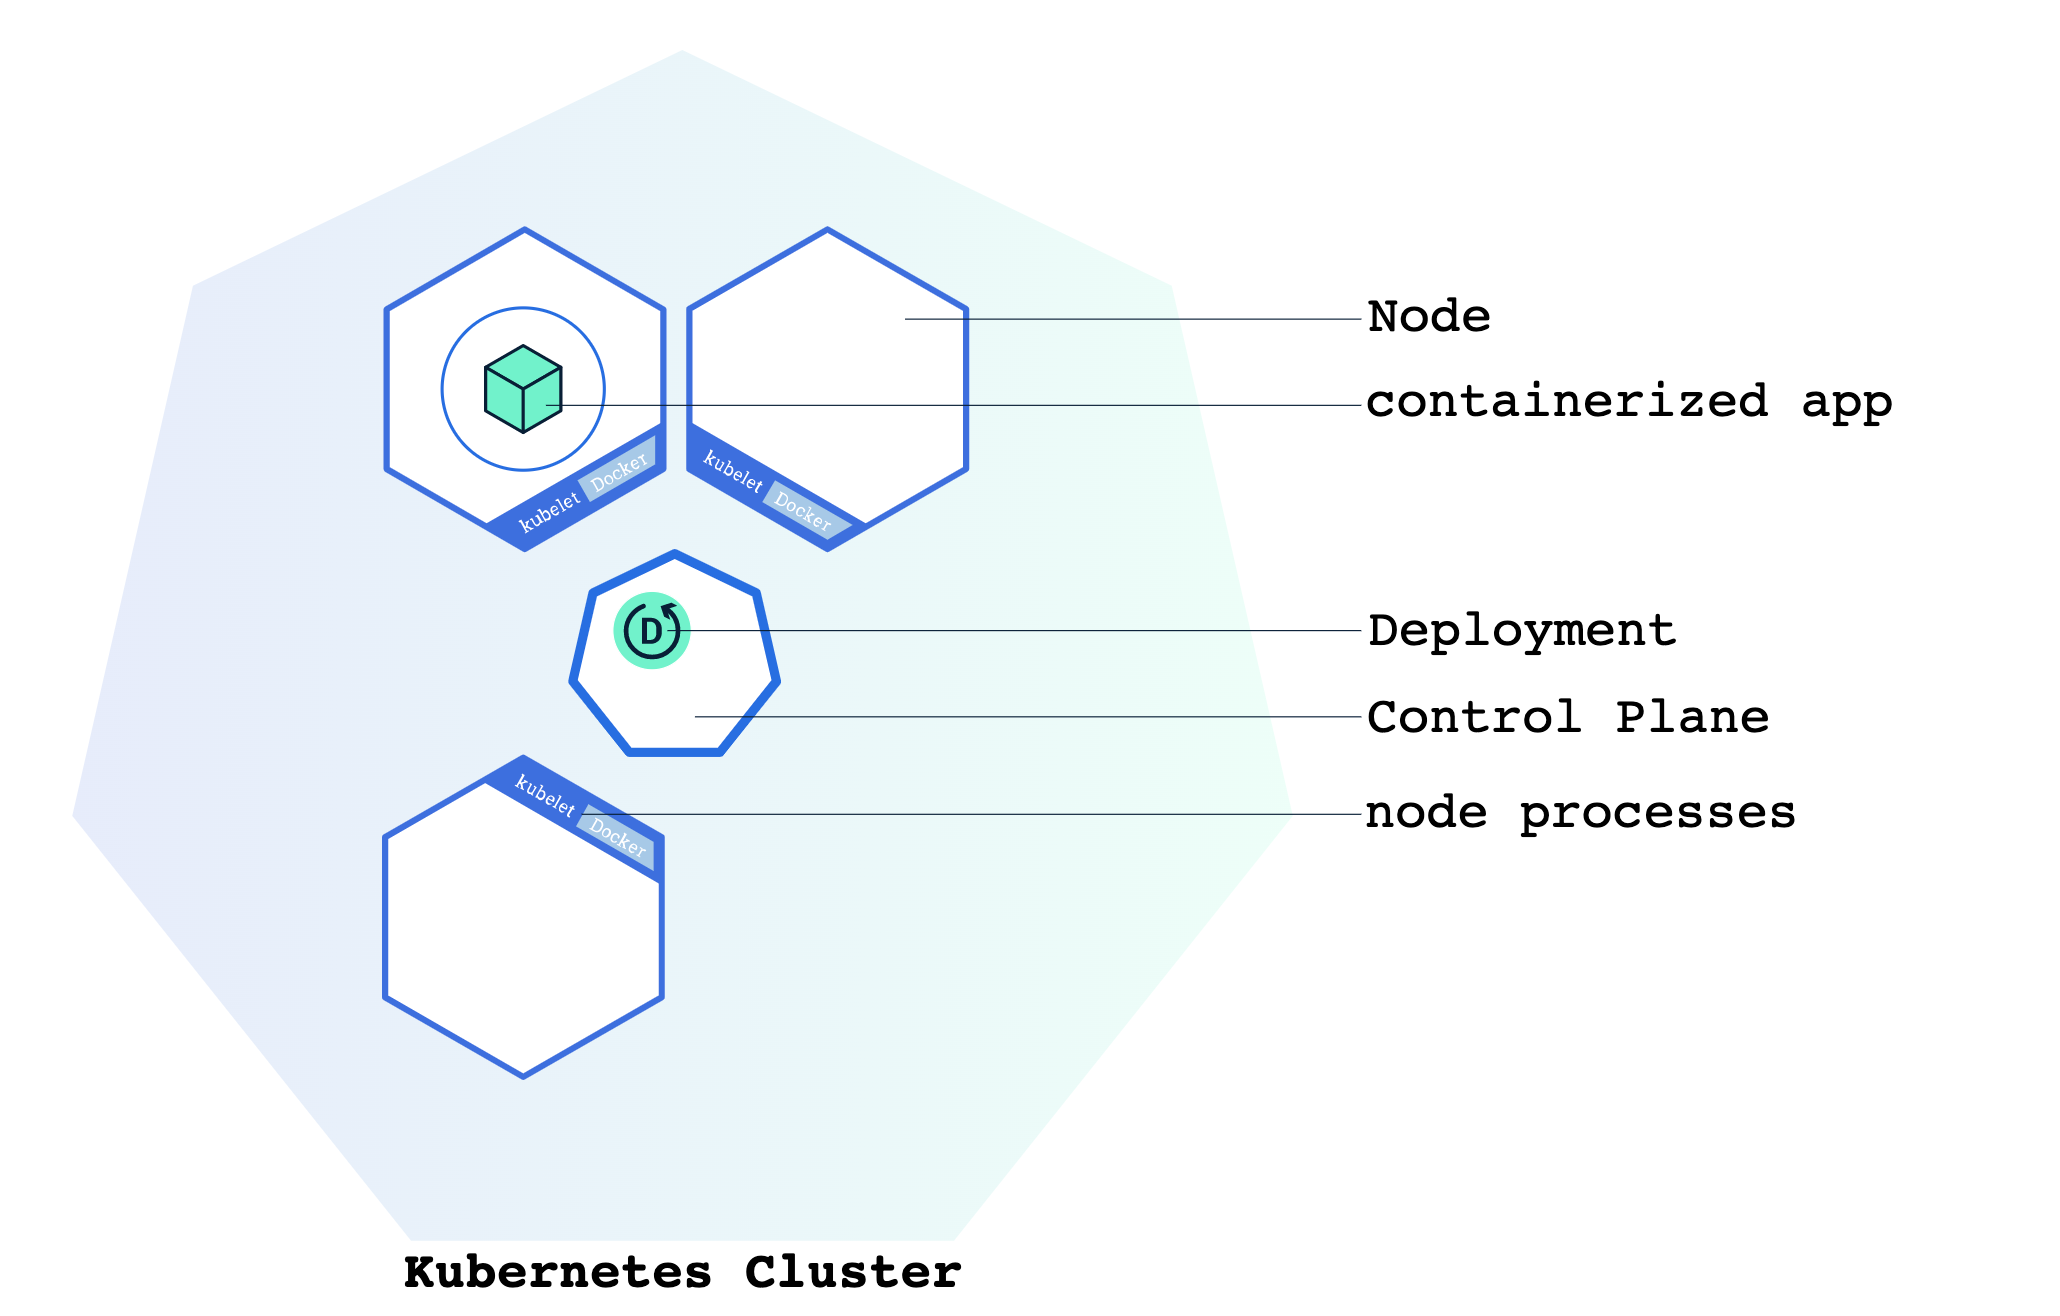 Node
containerized app
kubelet Docker
kubelet Docker
D
Deployment
Control Plane
kubelet Docker
node processes
Kubernetes Cluster